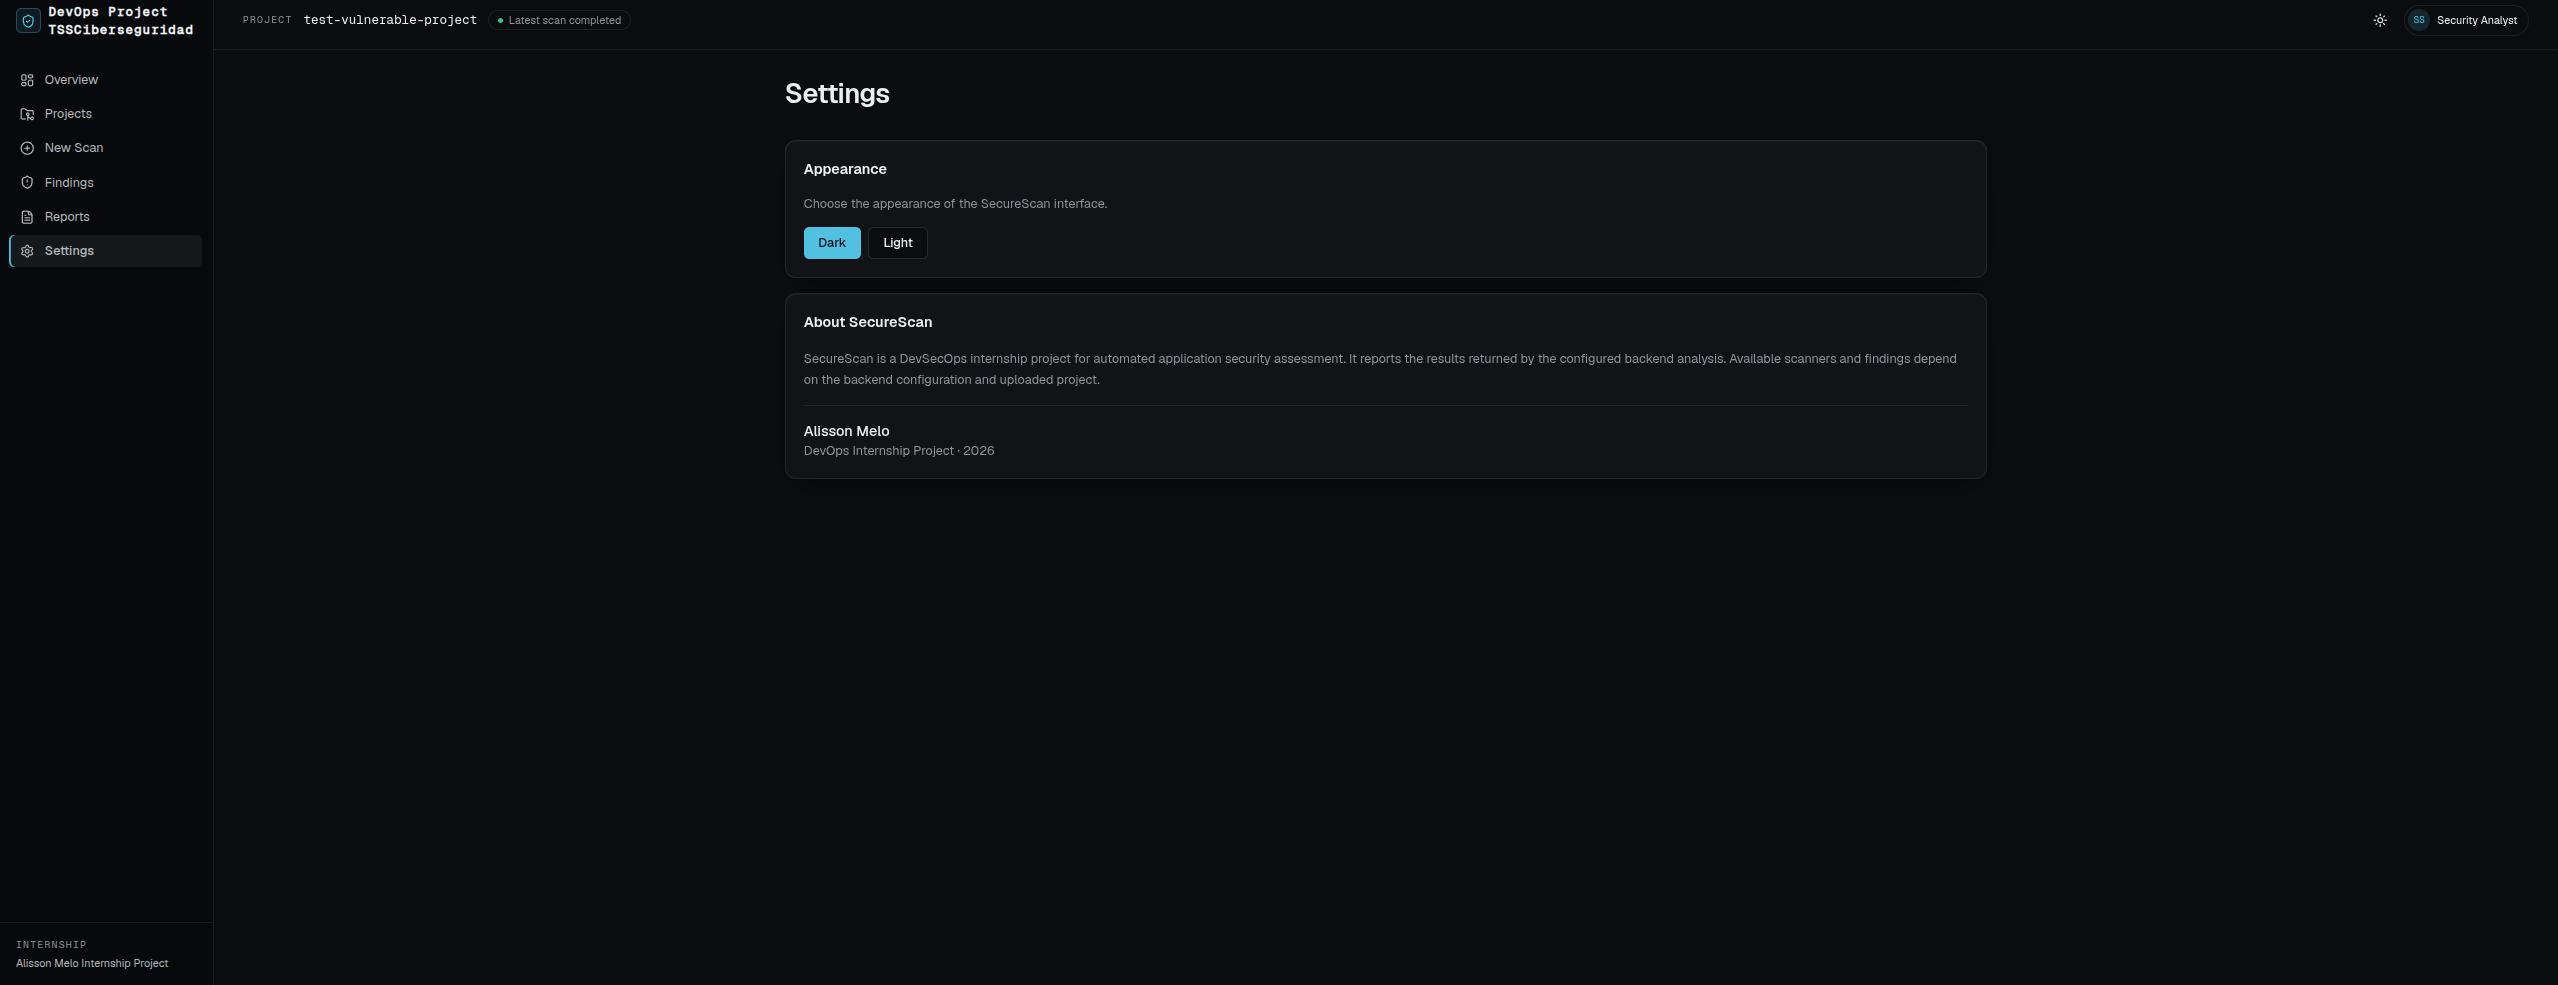 DevOps Project
TSSCiberseguridad
PROJECT test-vulnerable-project Latest scan completed
SS Security Analyst
Overview
Projects
New Scan
Findings
Reports
Settings
Settings
Appearance
Choose the appearance of the SecureScan interface.
Dark Light
About SecureScan
SecureScan is a DevSecOps internship project for automated application security assessment. It reports the results returned by the configured backend analysis. Available scanners and findings depend
on the backend configuration and uploaded project.
Alisson Melo
DevOps Internship Project · 2026
INTERNSHIP
Alisson Melo Internship Project